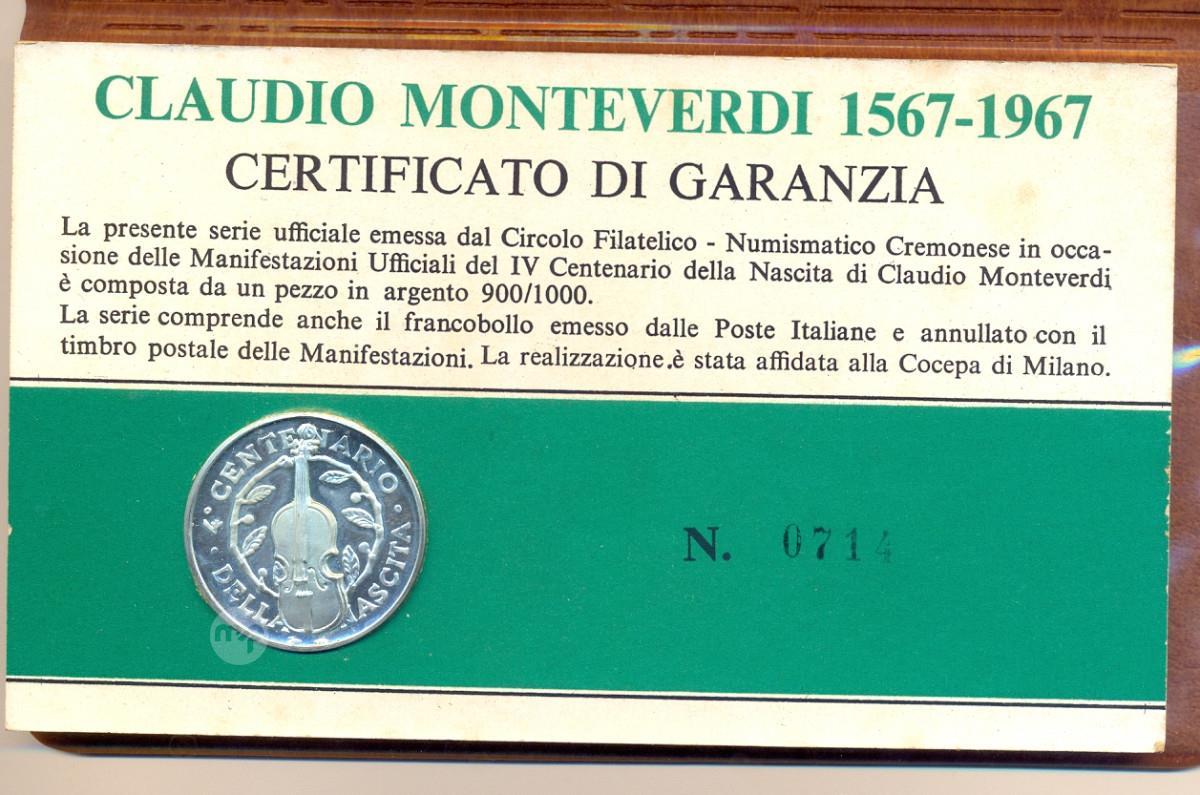 CLAUDIO MONTEVERDI 1567-1967
CERTIFICATO DI GARANZIA
La presente serie ufficiale emessa dal Circolo Filatelico - Numismatico Cremonese in occa-
sione delle Manifestazioni Ufficiali del IV Centenario della Nascita di Claudio Monteverdi
è composta da un pezzo in argento 900/1000.
La serie comprende anche il francobollo emesso dalle Poste Italiane e annullato con il
timbro postale delle Manifestazioni. La realizzazione è stata affidata alla Cocepa di Milano.
4° CENTENARIO
DELLA NASCITA
N. 0714